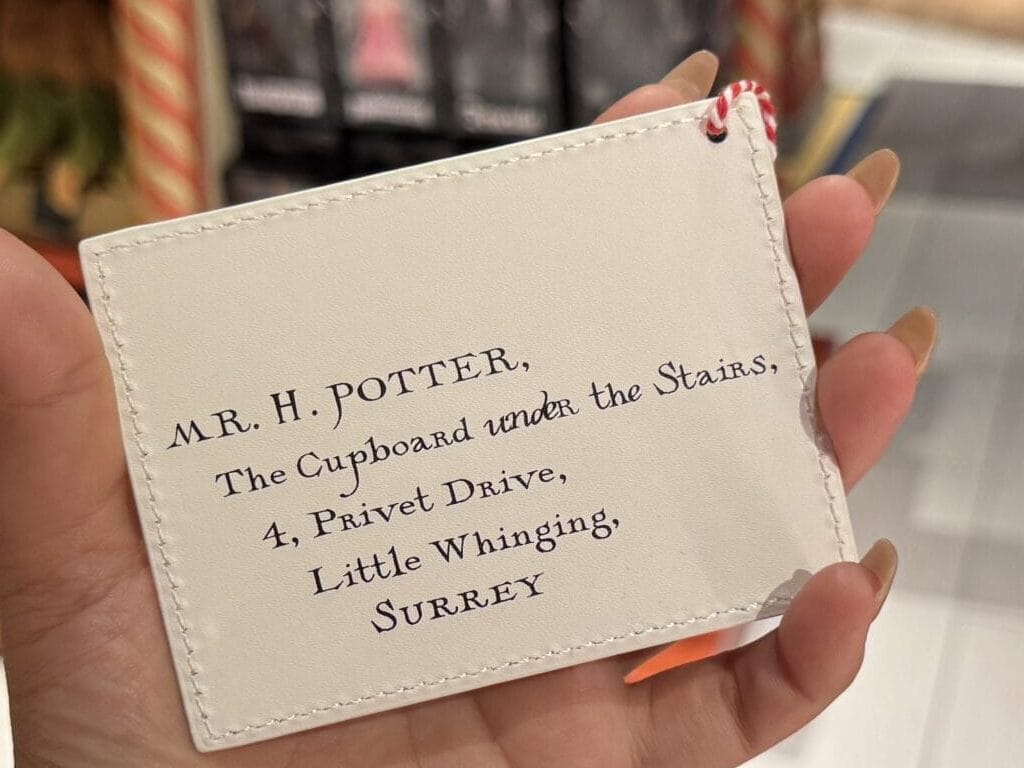 MR. H. POTTER,
The Cupboard under the Stairs,
4, Privet Drive,
Little Whinging,
SURREY